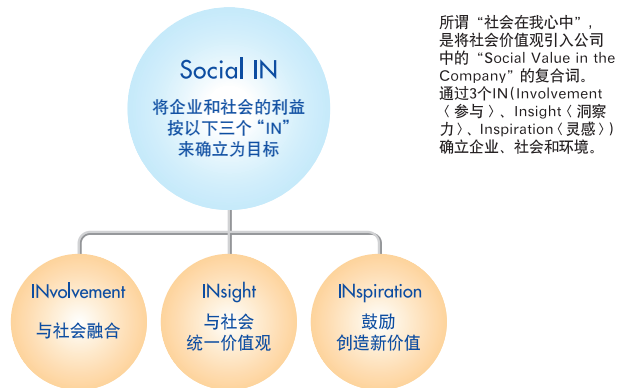 Social IN
将企业和社会的利益
按以下三个“IN”
来确立为目标
所谓“社会在我心中”，
是将社会价值观引入公司
中的“Social Value in the
Company”的复合词。
通过3个IN(Involvement
〈参与〉、Insight〈洞察
力〉、Inspiration〈灵感〉)
确立企业、社会和环境。
INvolvement
与社会融合
INsight
与社会
统一价值观
INspiration
鼓励
创造新价值